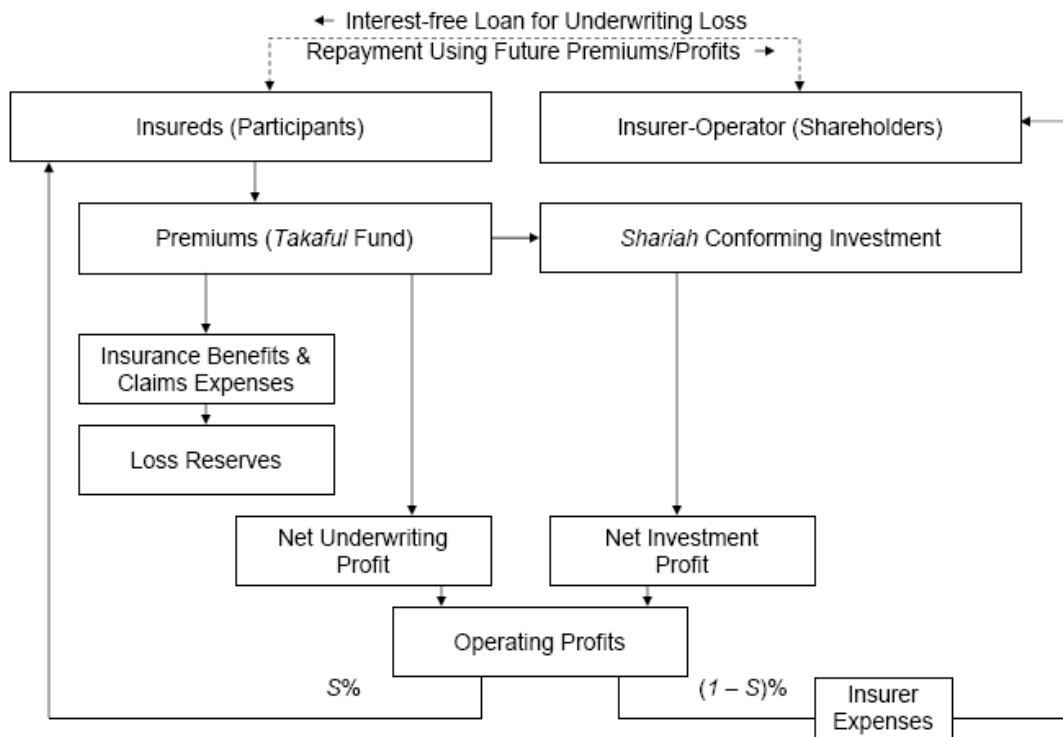 ← Interest-free Loan for Underwriting Loss
Repayment Using Future Premiums/Profits →
Insureds (Participants)
Insurer-Operator (Shareholders)
Premiums (Takaful Fund)
Shariah Conforming Investment
Insurance Benefits &
Claims Expenses
Loss Reserves
Net Underwriting
Profit
Net Investment
Profit
Operating Profits
S%
(1 – S)%
Insurer
Expenses